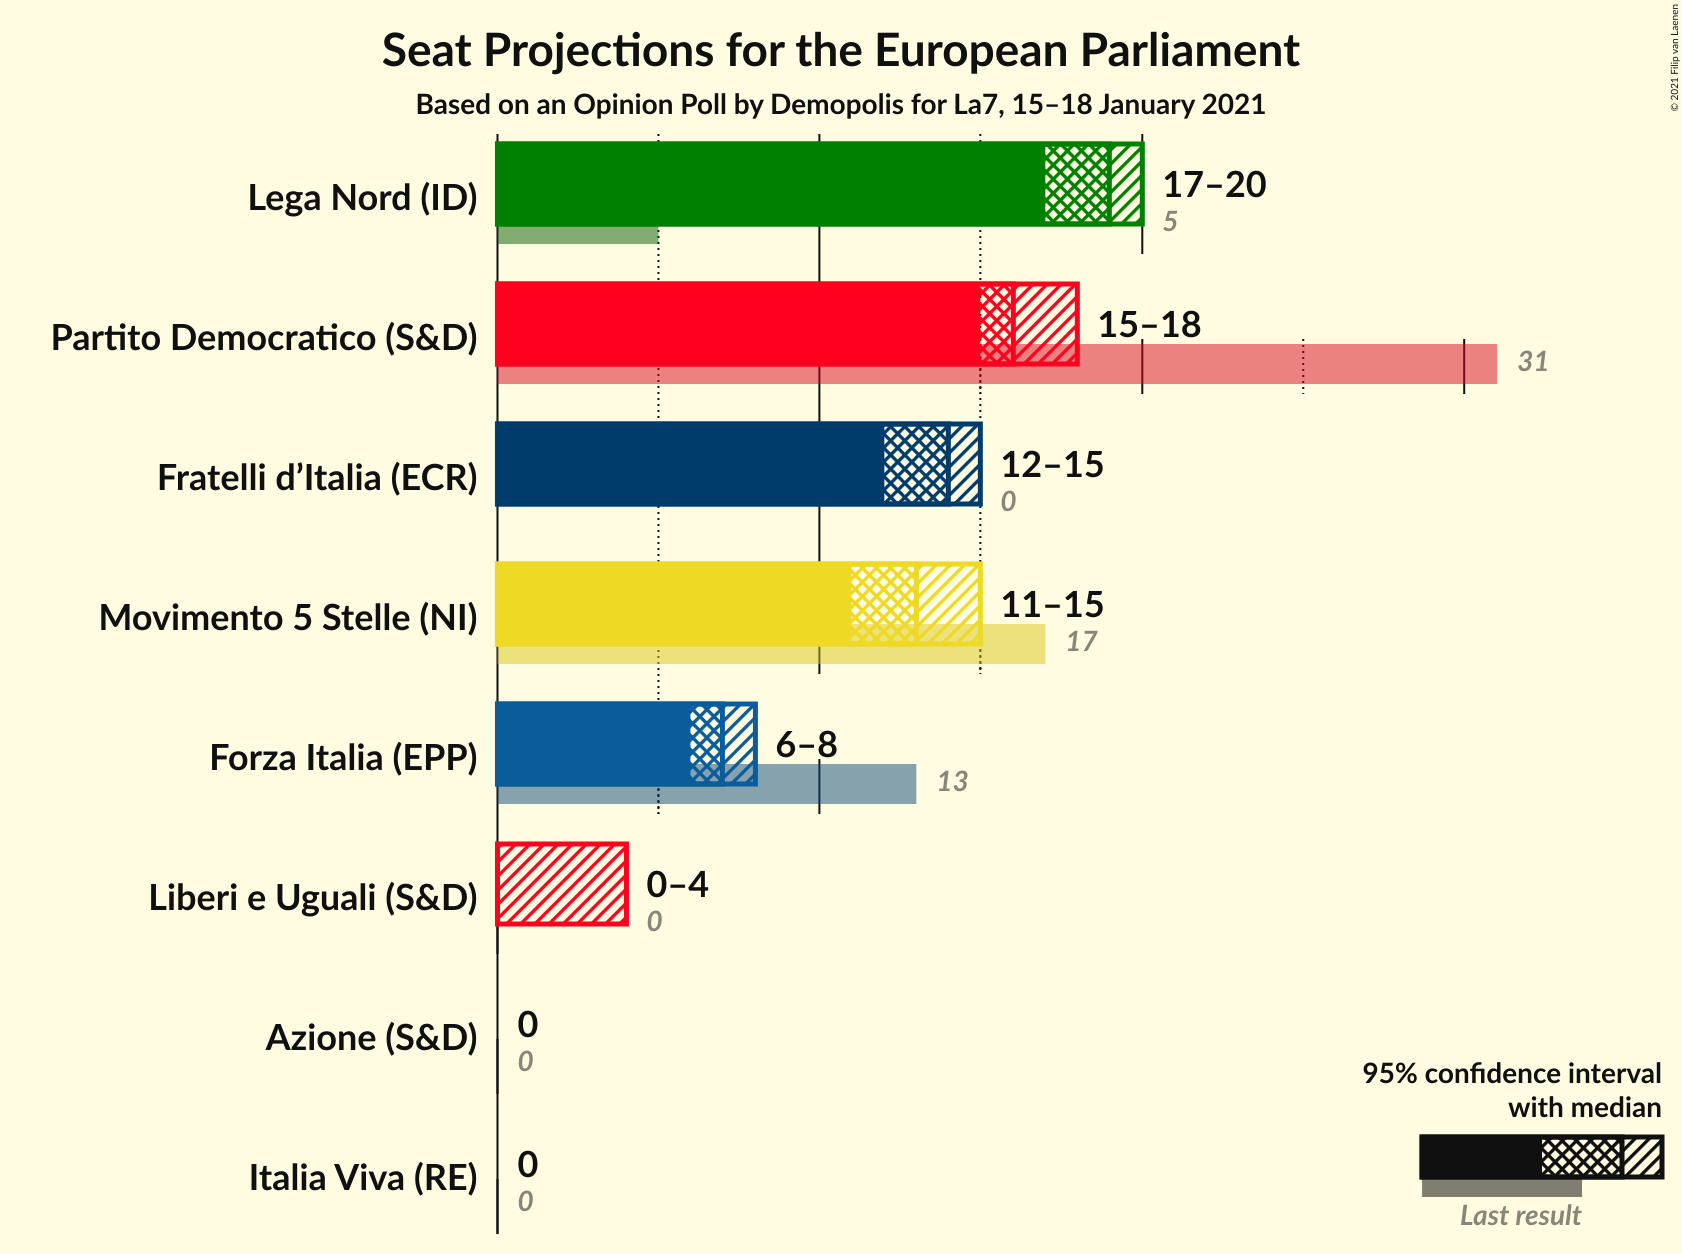 Seat Projections for the European Parliament
Based on an Opinion Poll by Demopolis for La7, 15–18 January 2021
© 2021 Filip van Laenen
Lega Nord (ID)
17–20
5
Partito Democratico (S&D)
15–18
31
Fratelli d’Italia (ECR)
12–15
0
Movimento 5 Stelle (NI)
11–15
17
Forza Italia (EPP)
6–8
13
Liberi e Uguali (S&D)
0–4
0
Azione (S&D)
0
0
Italia Viva (RE)
0
0
95% confidence interval
with median
Last result